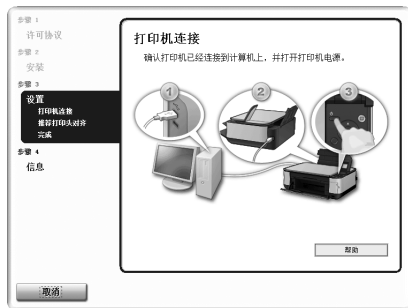 步骤 1
许可协议
步骤 2
安装
步骤 3
设置
打印机连接
推荐打印头对齐
完成
步骤 4
信息
打印机连接
确认打印机已经连接到计算机上，并打开打印机电源。
1
2
3
帮助
取消